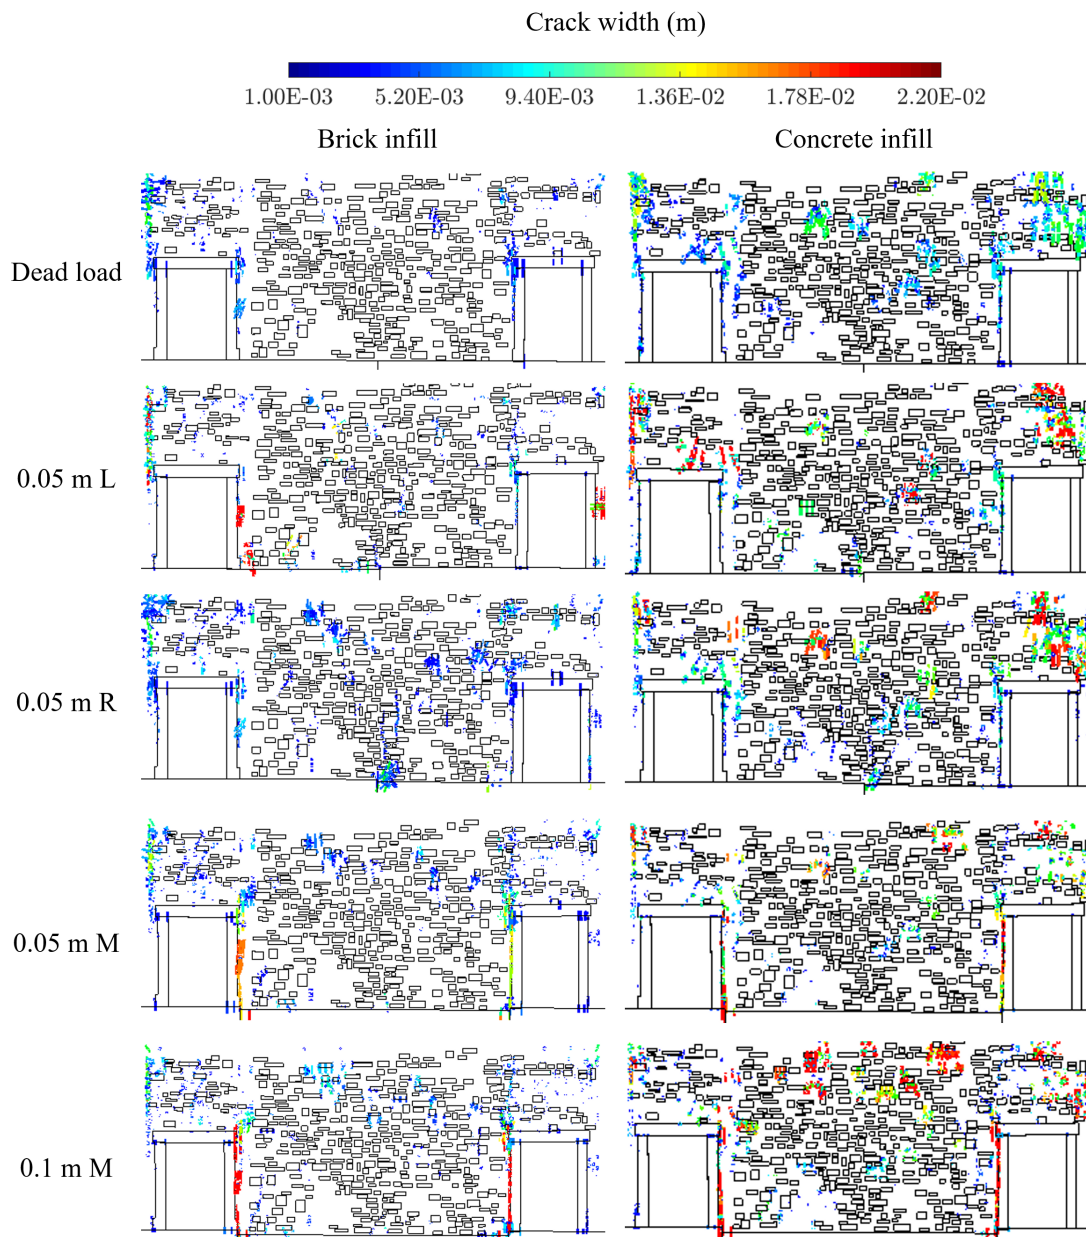 Crack width (m)
1.00E-03 5.20E-03 9.40E-03 1.36E-02 1.78E-02 2.20E-02
Brick infill Concrete infill
Dead load
0.05 m L
0.05 m R
0.05 m M
0.1 m M